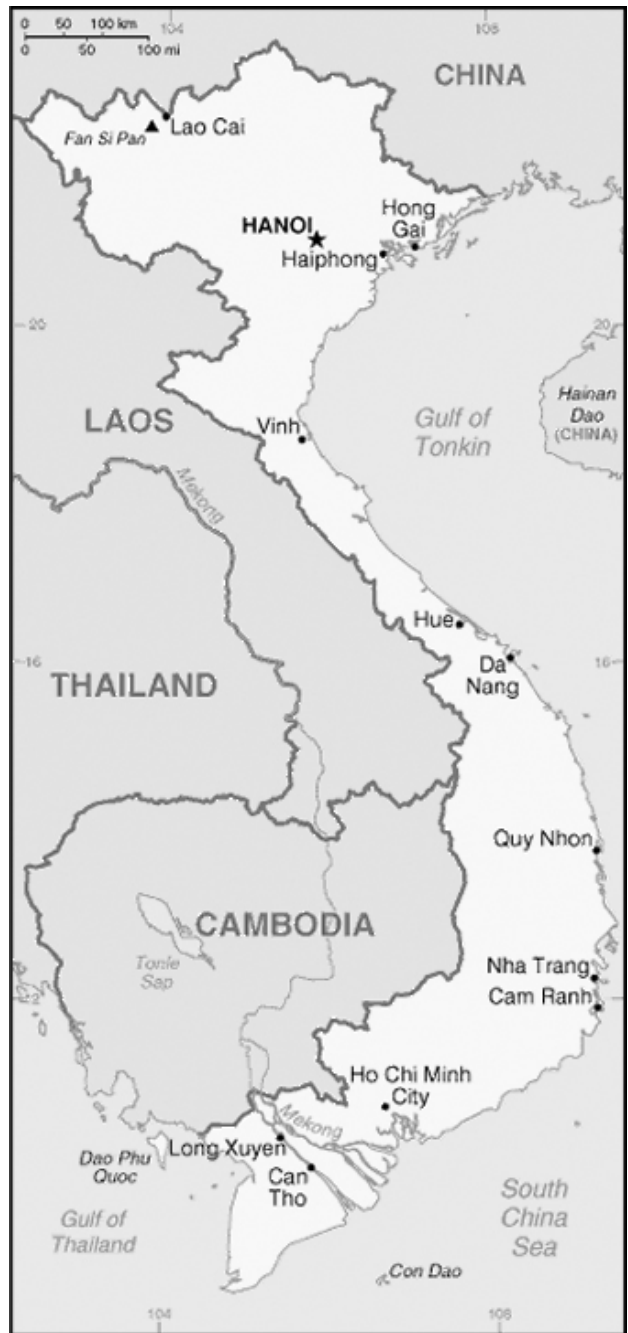 104
108
0 50 100 km
0 50 100 mi
CHINA
Lao Cai
Fan Si Pan
Hong
Gai
HANOI
Haiphong
20
20
Hainan
Dao
(CHINA)
LAOS
Vinh
Gulf of
Tonkin
Mekong
Hue
16
16
Da
Nang
THAILAND
Quy Nhon
CAMBODIA
Tonle
Sap
Nha Trang
Cam Ranh
12
Ho Chi Minh
City
Mekong
Long Xuyen
Dao Phu
Quoc
Can
Tho
South
China
Sea
Gulf of
Thailand
Con Dao
104
108